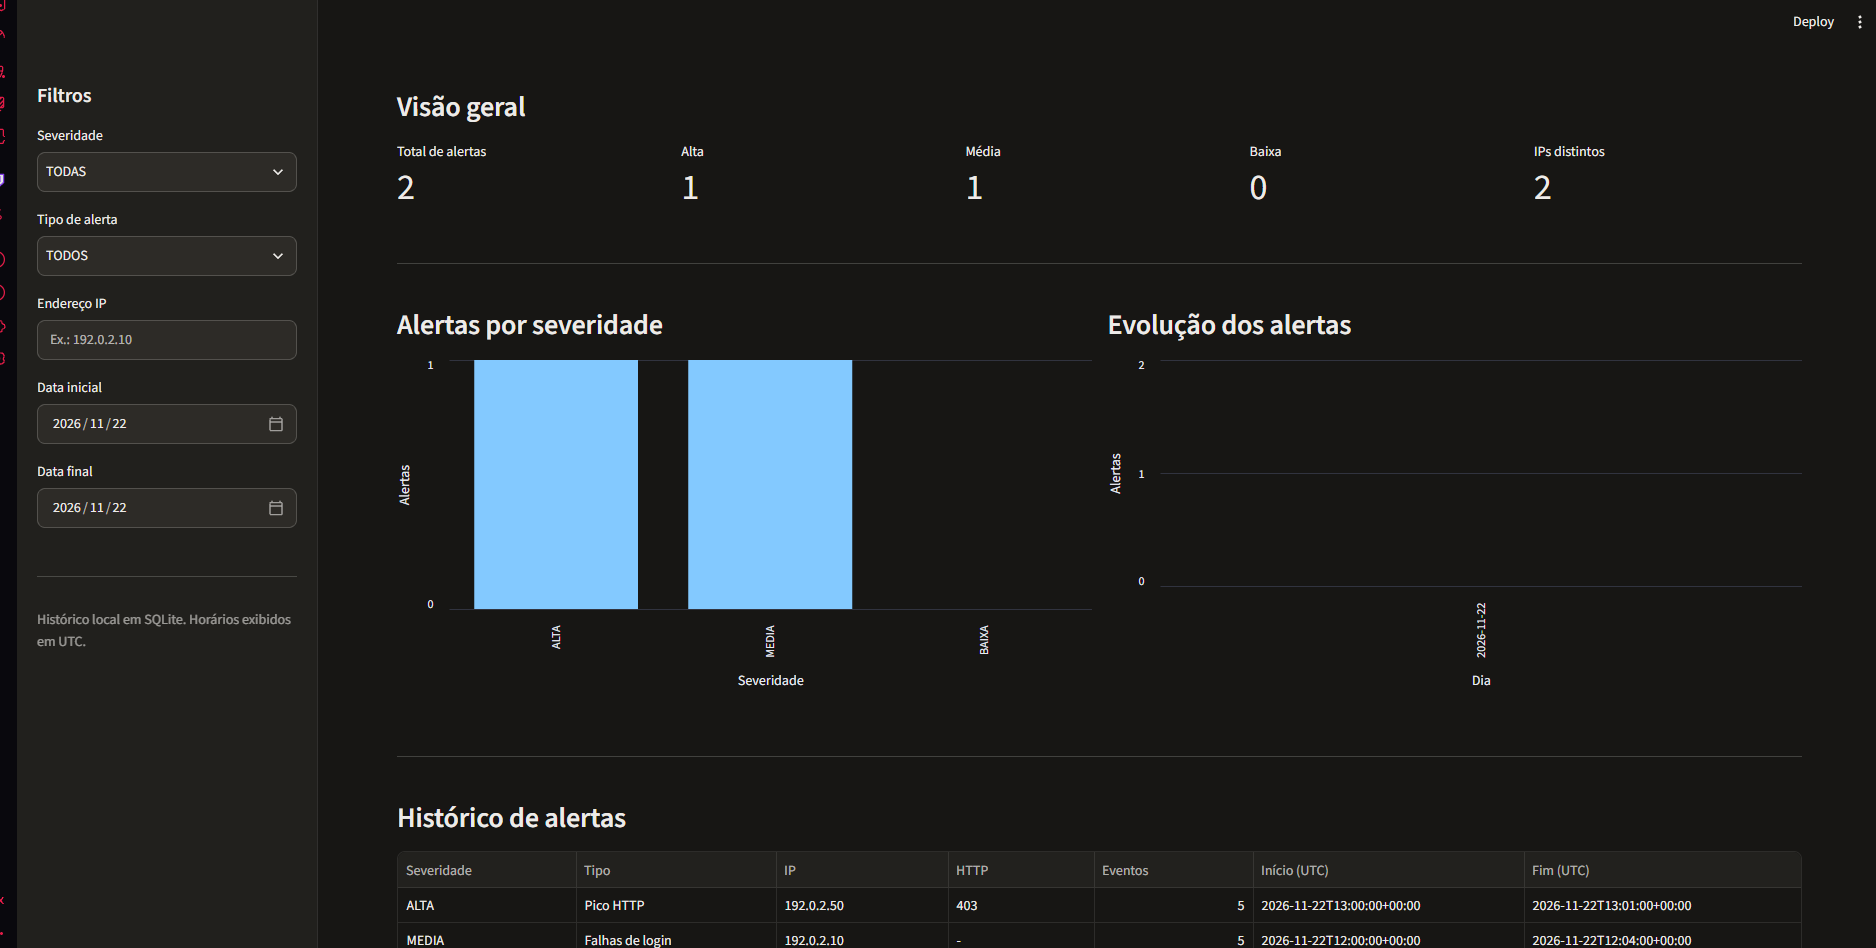 Deploy
Filtros
Severidade
TODAS
Tipo de alerta
TODOS
Endereço IP
Ex.: 192.0.2.10
Data inicial
2026/11/22
Data final
2026/11/22
Histórico local em SQLite. Horários exibidos
em UTC.
Visão geral
Total de alertas Alta Média Baixa IPs distintos
2 1 1 0 2
Alertas por severidade
1
0
Alertas
ALTA MEDIA BAIXA
Severidade
Evolução dos alertas
2
1
0
Alertas
2026-11-22
Dia
Histórico de alertas
Severidade Tipo IP HTTP Eventos Início (UTC) Fim (UTC)
ALTA Pico HTTP 192.0.2.50 403 5 2026-11-22T13:00:00+00:00 2026-11-22T13:01:00+00:00
MEDIA Falhas de login 192.0.2.10 - 5 2026-11-22T12:00:00+00:00 2026-11-22T12:04:00+00:00